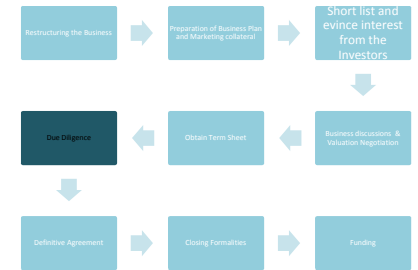 Restructuring the Business
Preparation of Business Plan
and Marketing collateral
Short list and
evince interest
from the
Investors
Due Diligence
Obtain Term Sheet
Business discussions &
Valuation Negotiation
Definitive Agreement
Closing Formalities
Funding